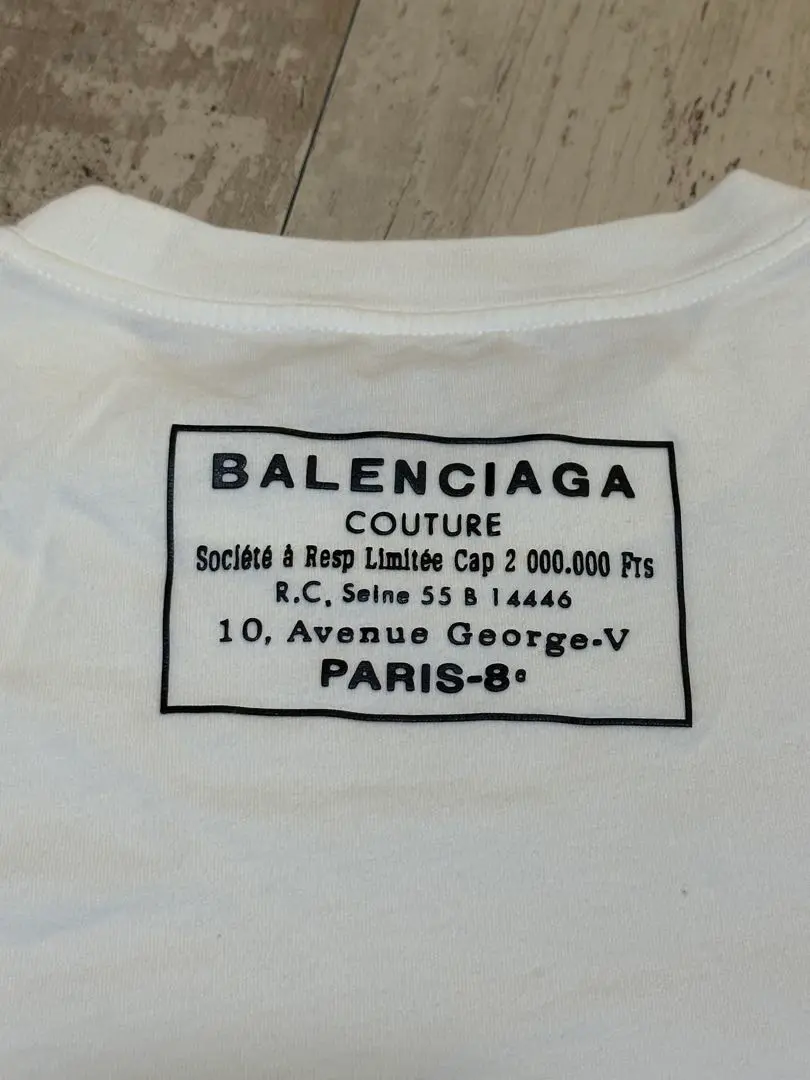 BALENCIAGA
COUTURE
Société à Resp Limitée Cap 2 000.000 Frs
R.C, Seine 55 B 14446
10, Avenue George-V
PARIS-8e